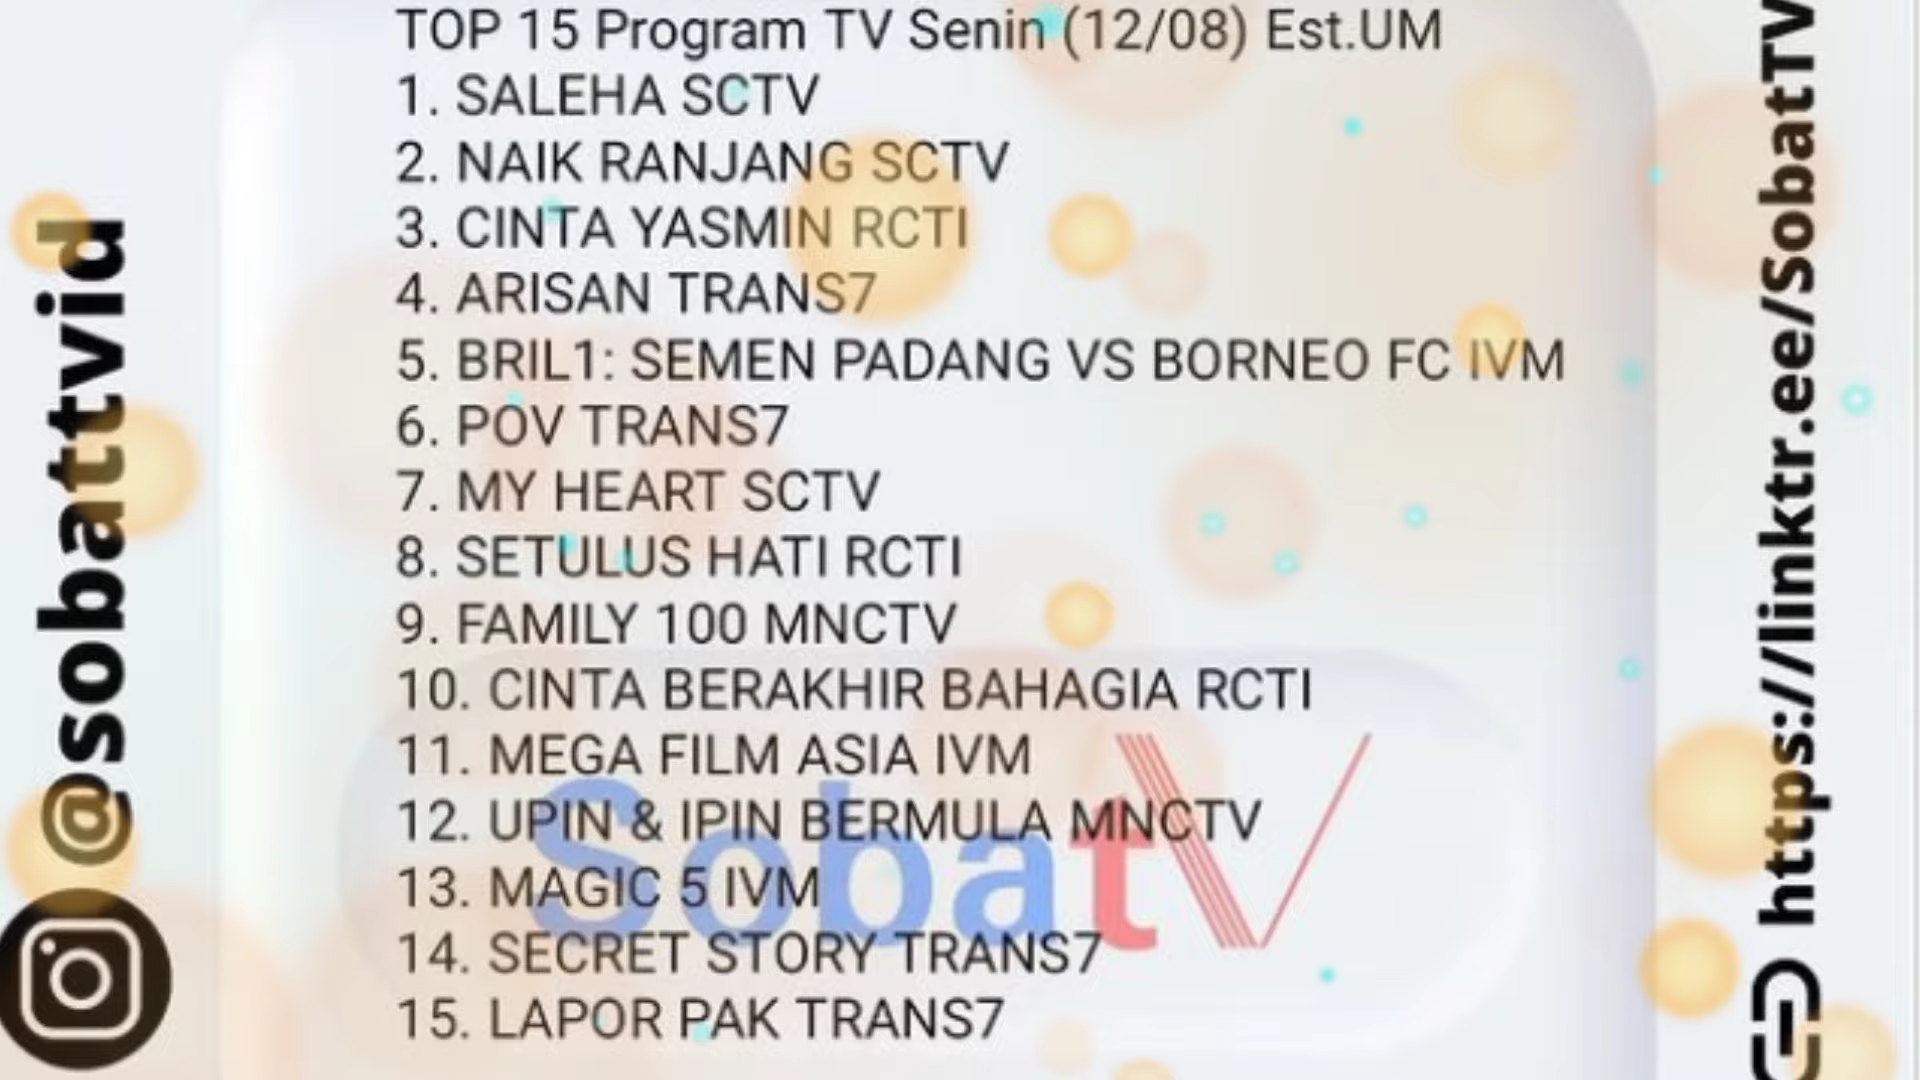 TOP 15 Program TV Senin (12/08) Est.UM
1. SALEHA SCTV
2. NAIK RANJANG SCTV
3. CINTA YASMIN RCTI
4. ARISAN TRANS7
5. BRIL1: SEMEN PADANG VS BORNEO FC IVM
6. POV TRANS7
7. MY HEART SCTV
8. SETULUS HATI RCTI
9. FAMILY 100 MNCTV
10. CINTA BERAKHIR BAHAGIA RCTI
11. MEGA FILM ASIA IVM
12. UPIN & IPIN BERMULA MNCTV
13. MAGIC 5 IVM
14. SECRET STORY TRANS7
15. LAPOR PAK TRANS7
SobatV
@sobattvid
https://linktr.ee/SobatTV